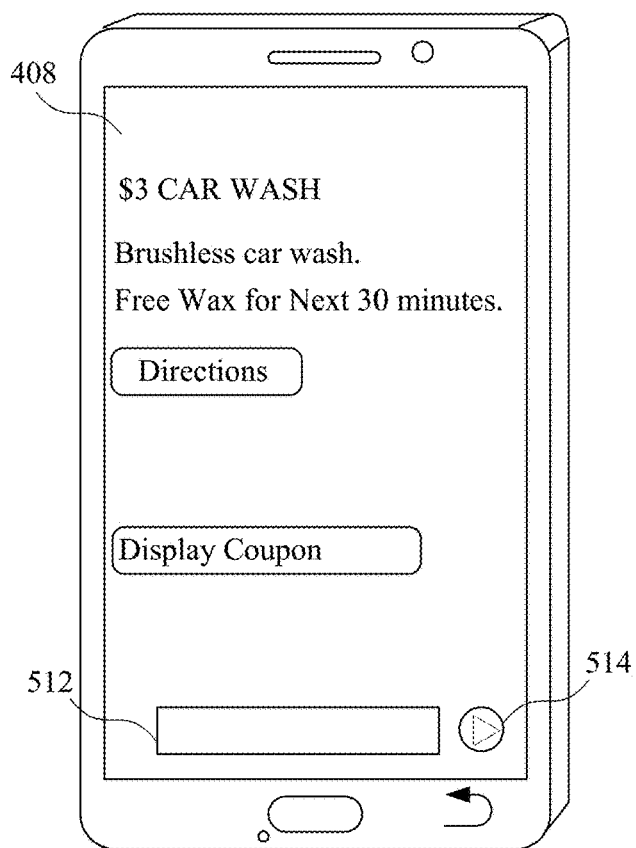 408
$3 CAR WASH
Brushless car wash.
Free Wax for Next 30 minutes.
Directions
Display Coupon
512
514